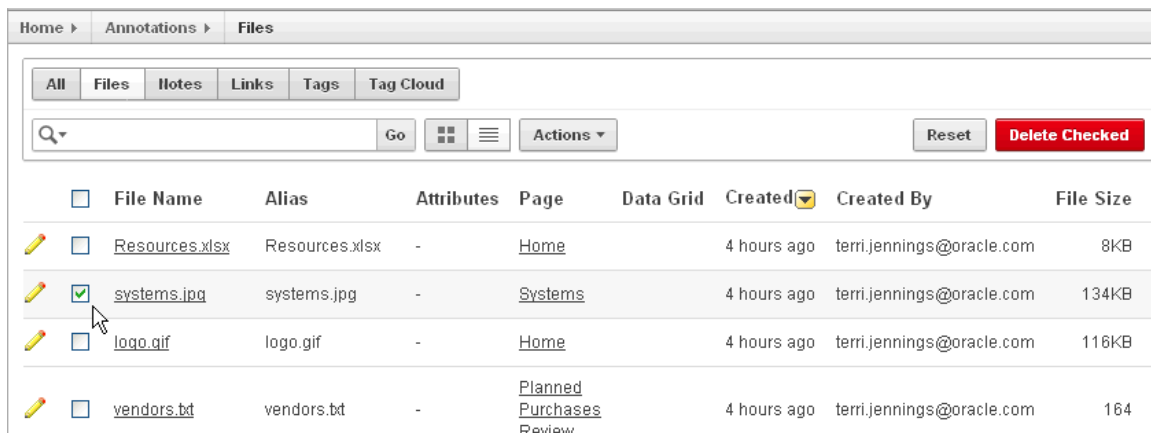 Home Annotations Files
All Files Notes Links Tags Tag Cloud
Go Actions Reset Delete Checked
File Name Alias Attributes Page Data Grid Created Created By File Size
Resources.xlsx Resources.xlsx - Home 4 hours ago terri.jennings@oracle.com 8KB
systems.jpg systems.jpg - Systems 4 hours ago terri.jennings@oracle.com 134KB
logo.gif logo.gif - Home 4 hours ago terri.jennings@oracle.com 116KB
Planned
vendors.txt vendors.txt - Purchases 4 hours ago terri.jennings@oracle.com 164
Review